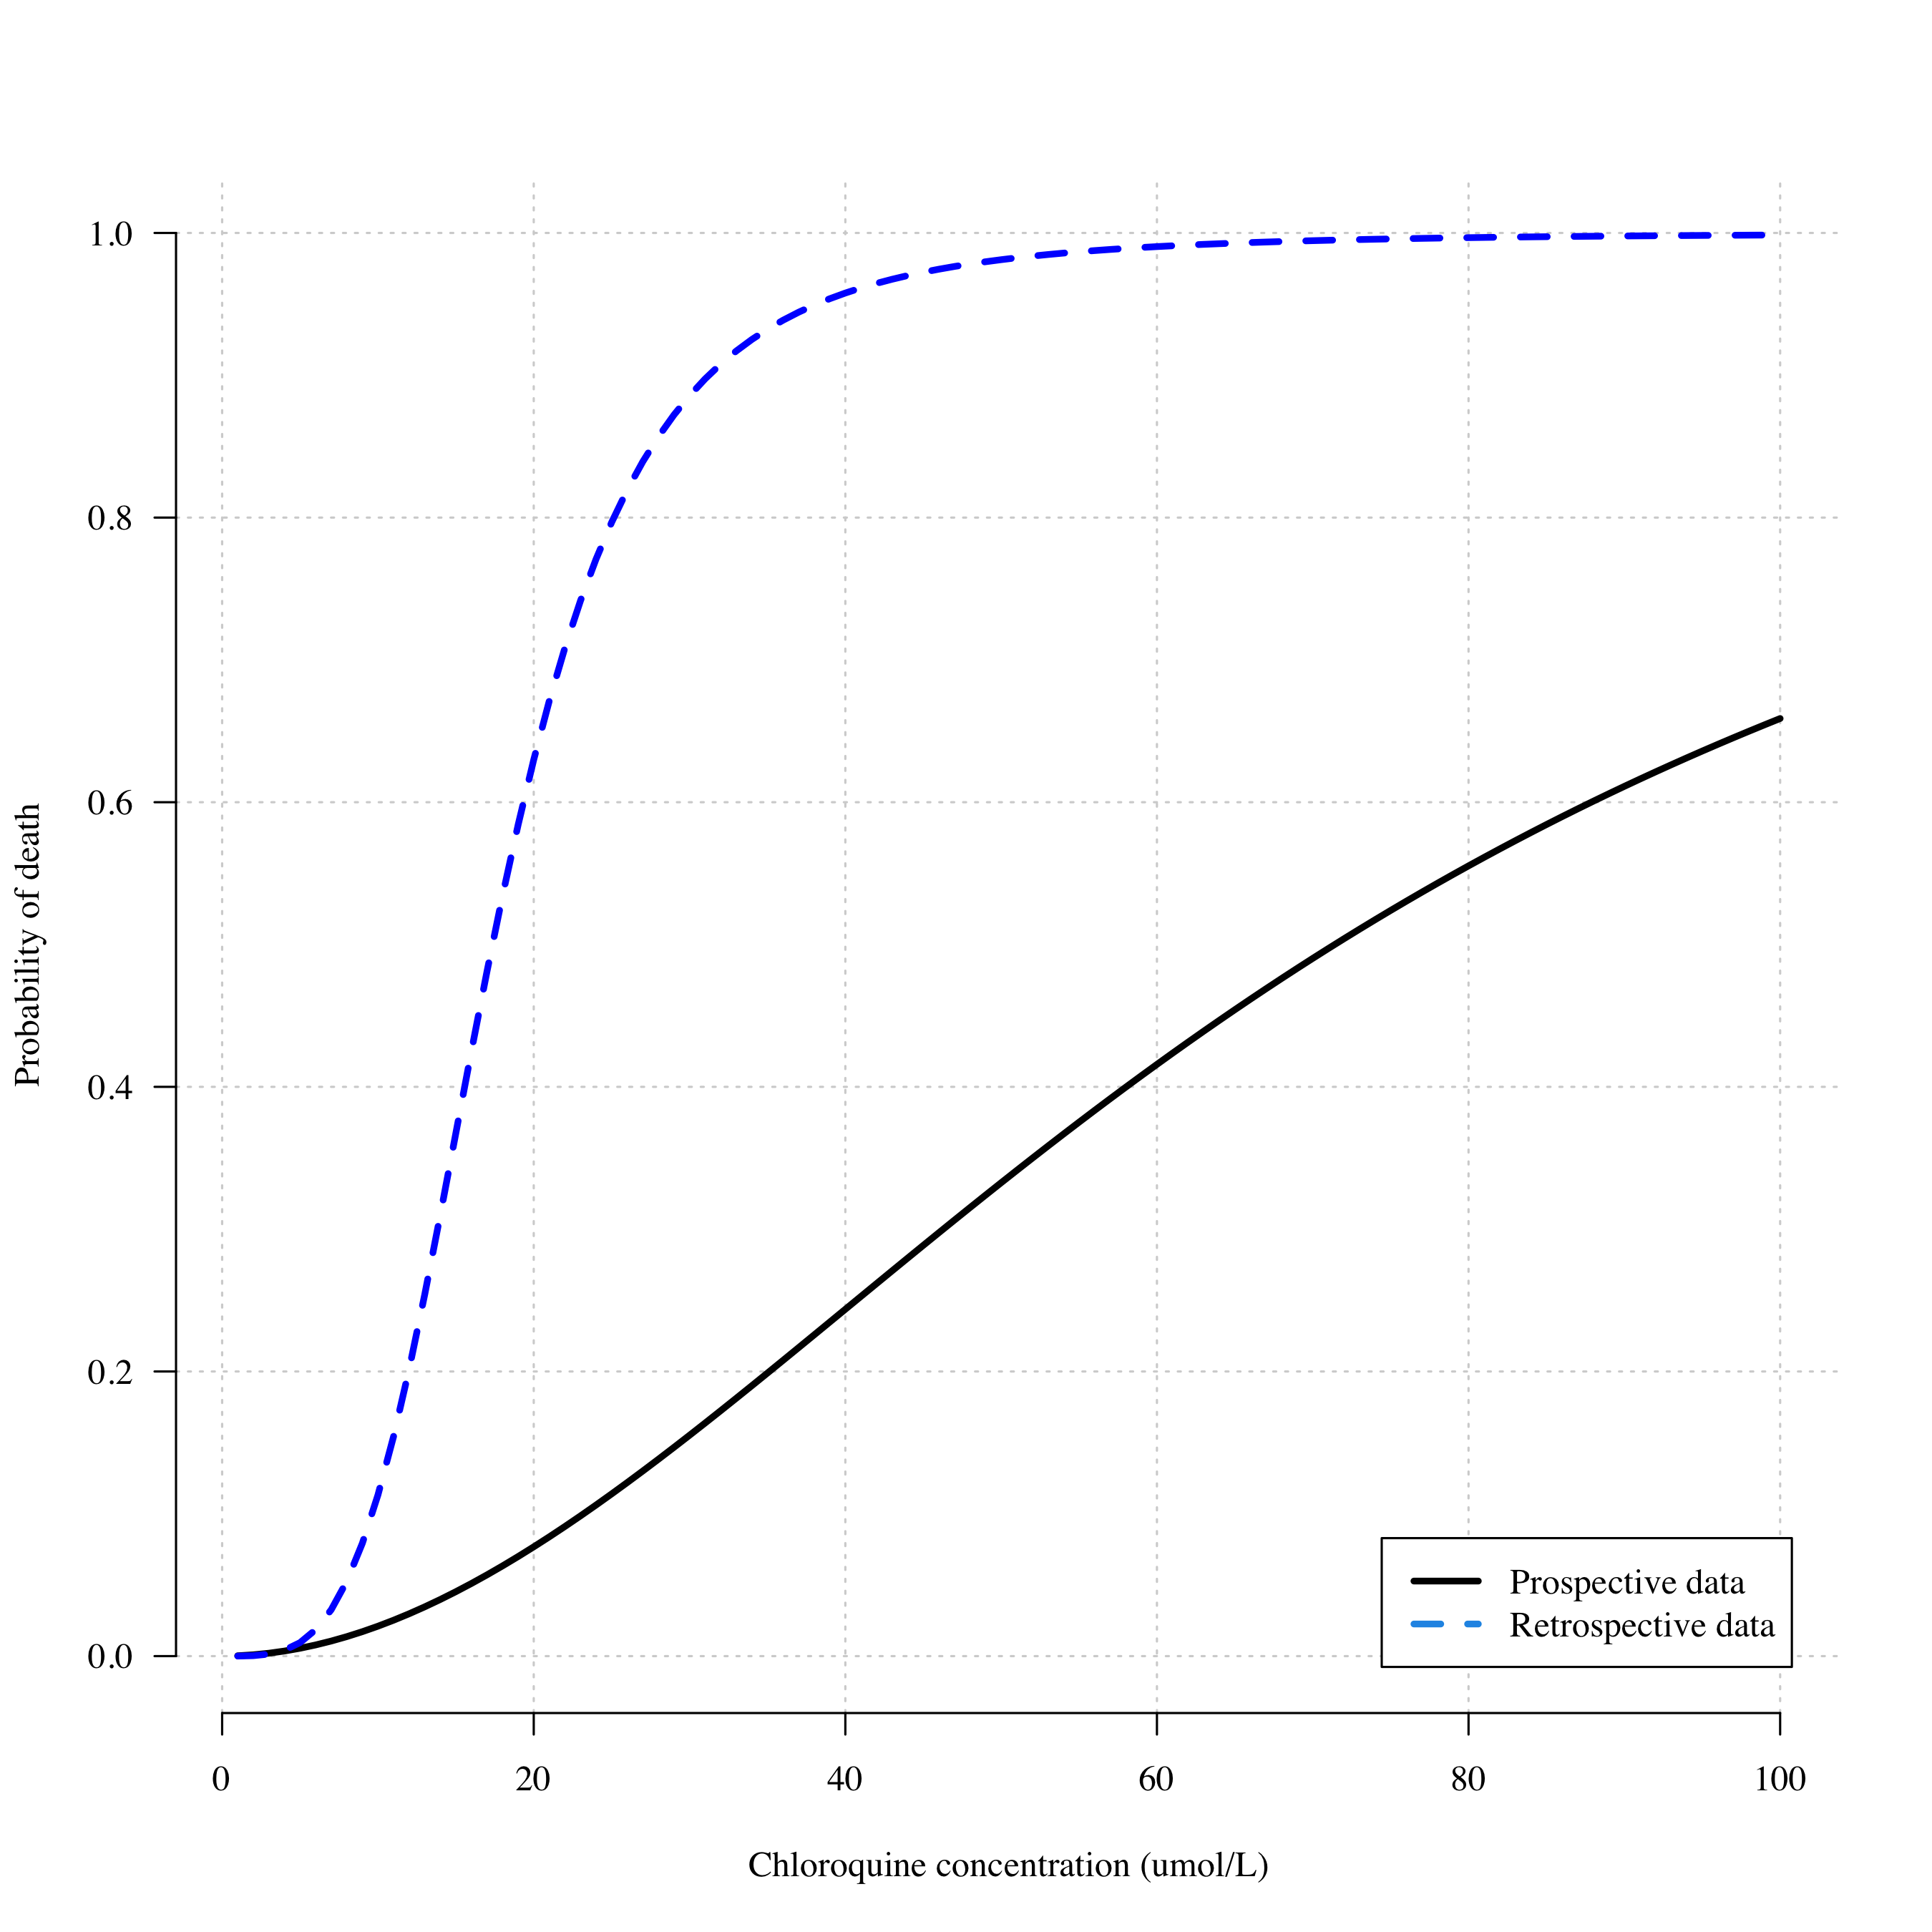 1.0
0.8
0.6
0.4
0.2
0.0
Probability of death
0 20 40 60 80 100
Chloroquine concentration (umol/L)
Prospective data
Retrospective data